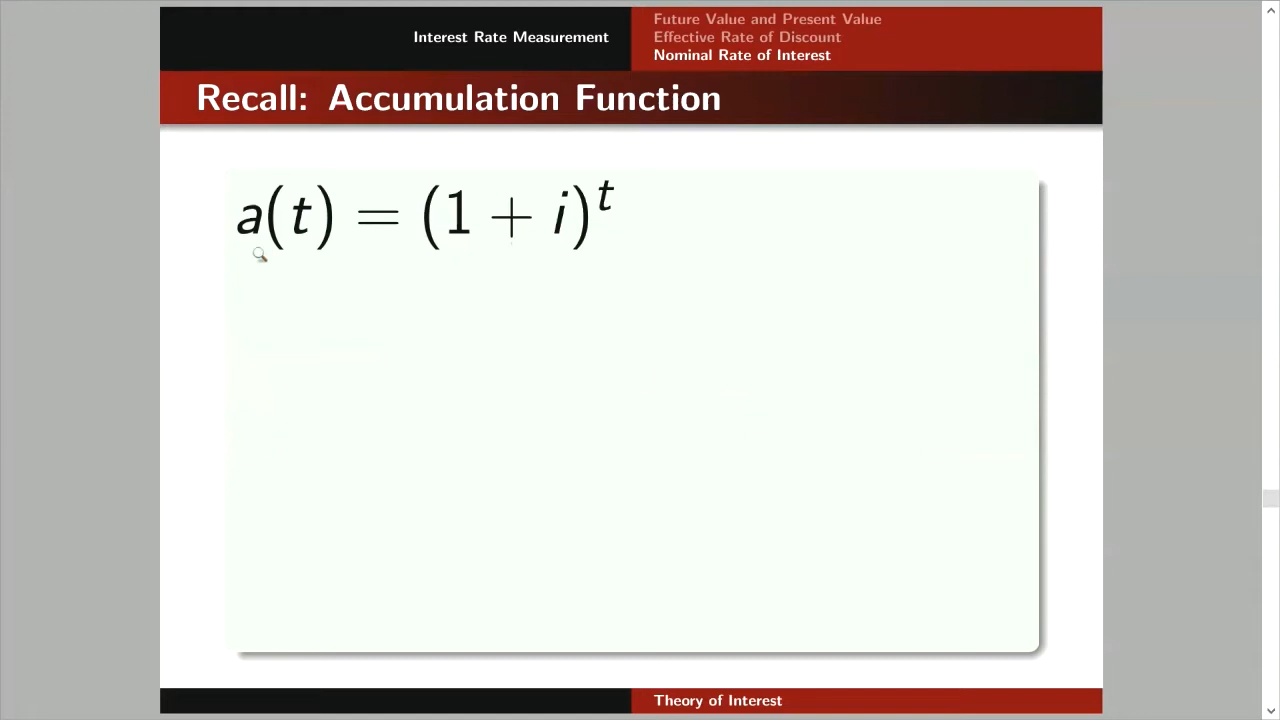 Interest Rate Measurement
Future Value and Present Value
Effective Rate of Discount
Nominal Rate of Interest
Recall: Accumulation Function
a(t) = (1 + i)^t
Theory of Interest